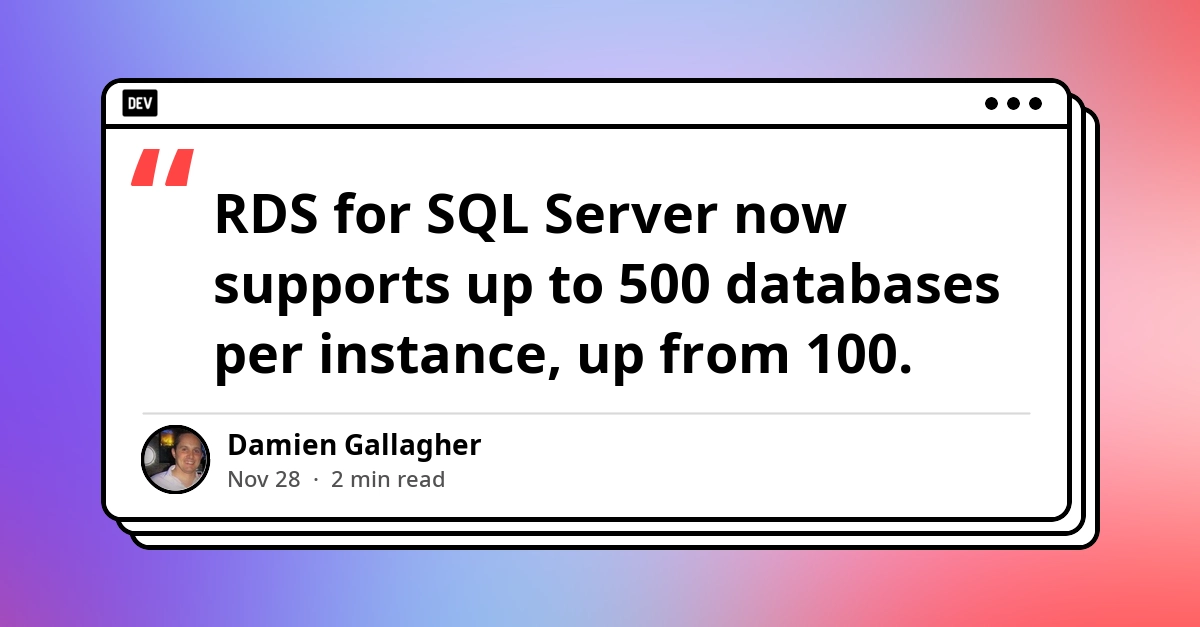 DEV
RDS for SQL Server now
supports up to 500 databases
per instance, up from 100.
Damien Gallagher
Nov 28 · 2 min read